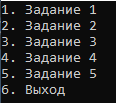 1. Задание 1
2. Задание 2
3. Задание 3
4. Задание 4
5. Задание 5
6. Выход